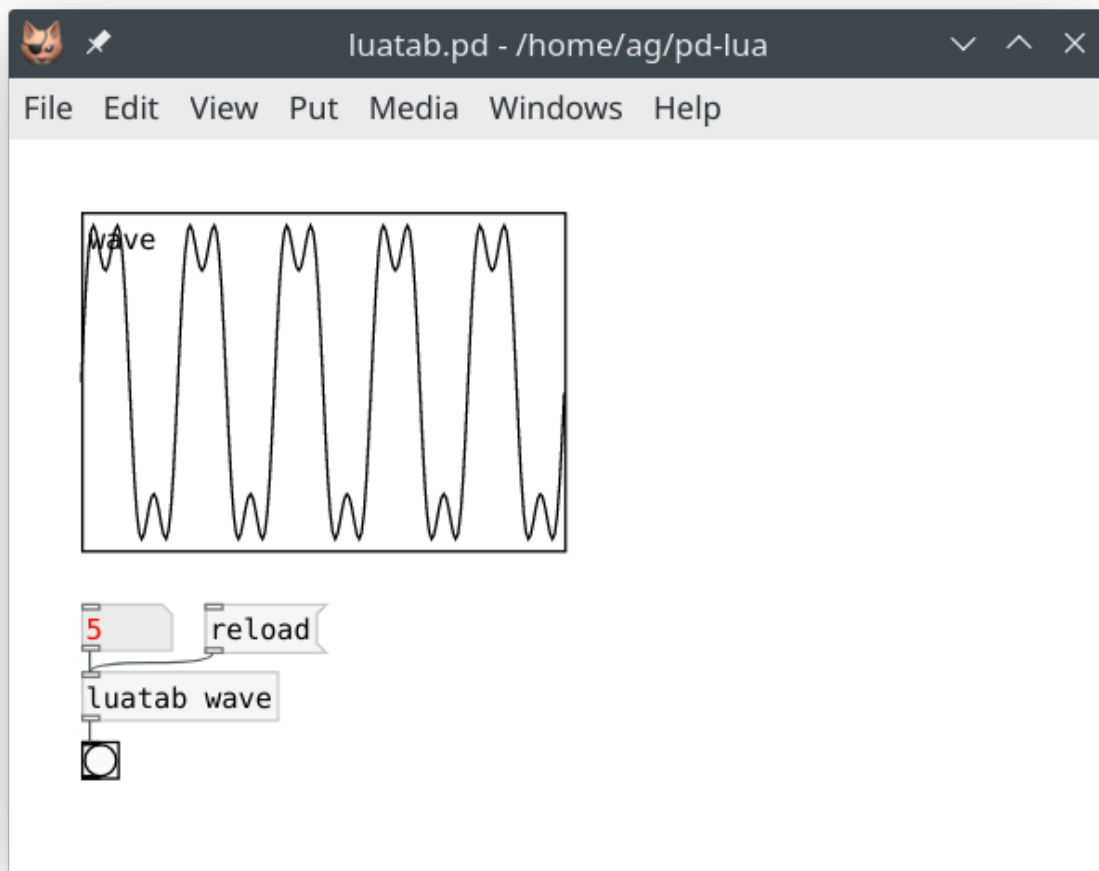 luatab.pd - /home/ag/pd-lua
File Edit View Put Media Windows Help
wave
5
reload
luatab wave